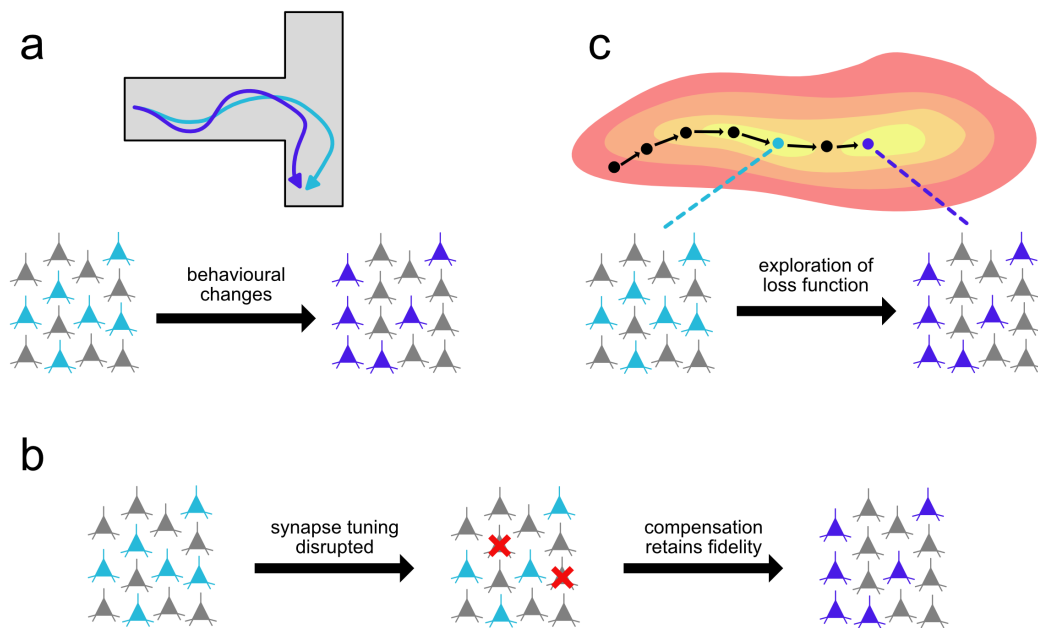 a
behavioural
changes
c
exploration of
loss function
b
synapse tuning
disrupted
compensation
retains fidelity